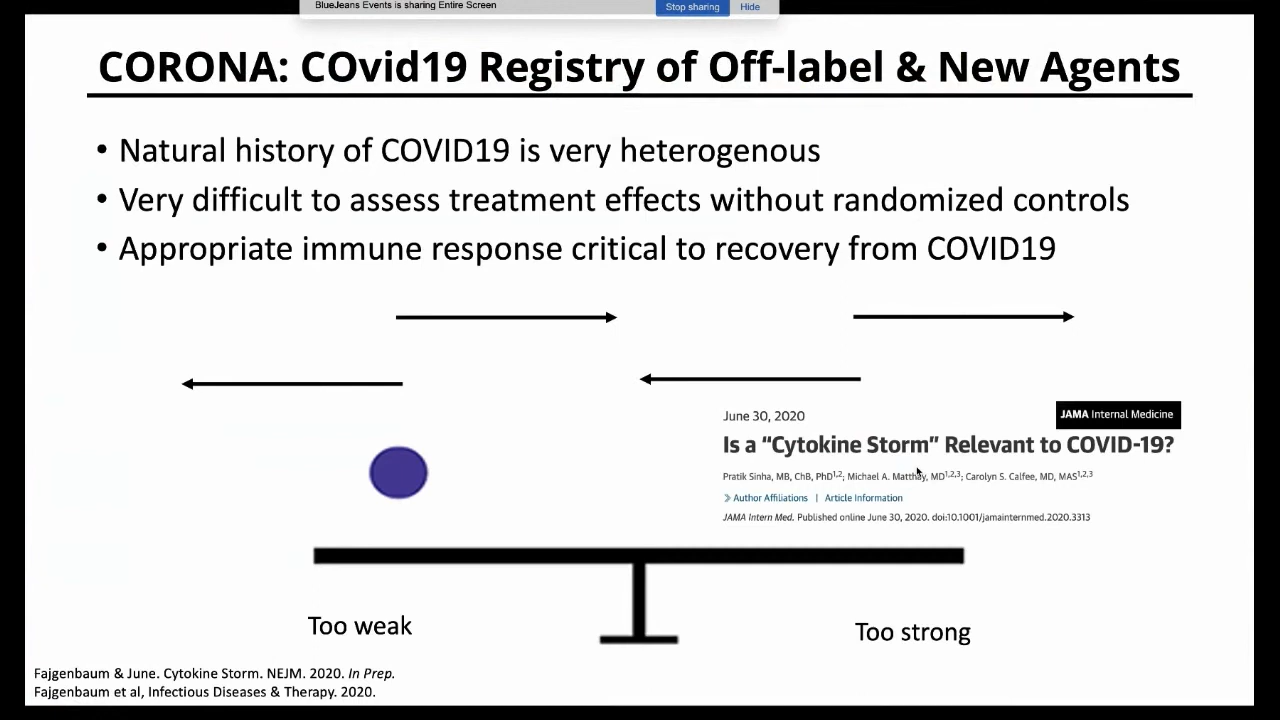 BlueJeans Events is sharing Entire Screen
Stop sharing
Hide
CORONA: COvid19 Registry of Off-label & New Agents
• Natural history of COVID19 is very heterogenous
• Very difficult to assess treatment effects without randomized controls
• Appropriate immune response critical to recovery from COVID19
June 30, 2020
JAMA Internal Medicine
Is a “Cytokine Storm” Relevant to COVID-19?
Pratik Sinha, MB, ChB, PhD1,2; Michael A. Matthay, MD1,2,3; Carolyn S. Calfee, MD, MAS1,2,3
Author Affiliations | Article Information
JAMA Intern Med. Published online June 30, 2020. doi:10.1001/jamainternmed.2020.3313
Too weak
Too strong
Fajgenbaum & June. Cytokine Storm. NEJM. 2020. In Prep.
Fajgenbaum et al, Infectious Diseases & Therapy. 2020.